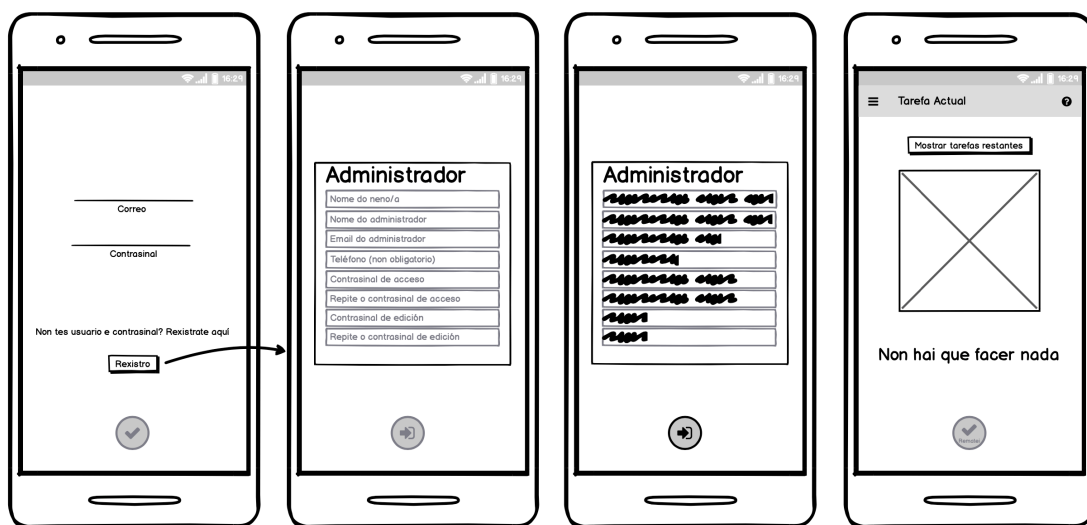 16:29
Correo
Contrasinal
Non tes usuario e contrasinal? Rexistrate aquí
Rexistro
16:29
Administrador
Nome do neno/a
Nome do administrador
Email do administrador
Teléfono (non obligatorio)
Contrasinal de acceso
Repite o contrasinal de acceso
Contrasinal de edición
Repite o contrasinal de edición
16:29
Administrador
16:29
Tarefa Actual
Mostrar tarefas restantes
Non hai que facer nada
Rematei